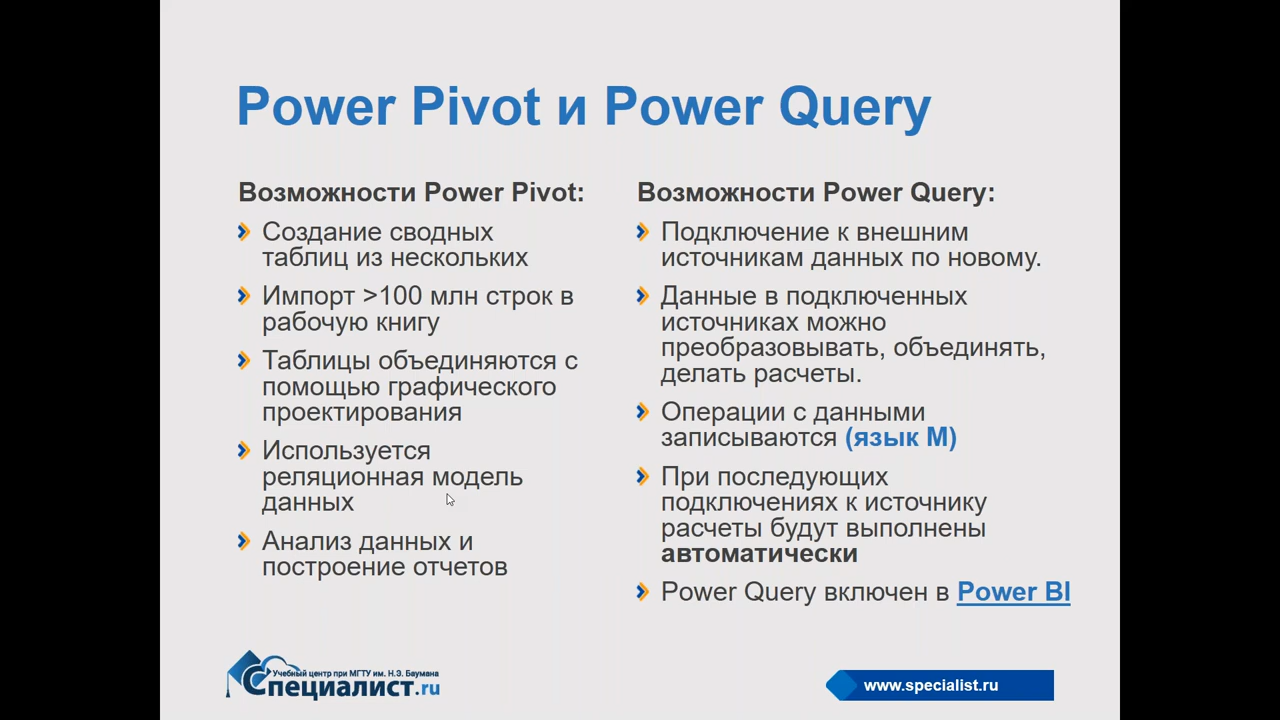 Power Pivot и Power Query
Возможности Power Pivot:
Создание сводных
таблиц из нескольких
Импорт >100 млн строк в
рабочую книгу
Таблицы объединяются с
помощью графического
проектирования
Используется
реляционная модель
данных
Анализ данных и
построение отчетов
Возможности Power Query:
Подключение к внешним
источникам данных по новому.
Данные в подключенных
источниках можно
преобразовывать, объединять,
делать расчеты.
Операции с данными
записываются (язык М)
При последующих
подключениях к источнику
расчеты будут выполнены
автоматически
Power Query включен в Power BI
Учебный центр при МГТУ им. Н.Э. Баумана
Специалист.ru
www.specialist.ru